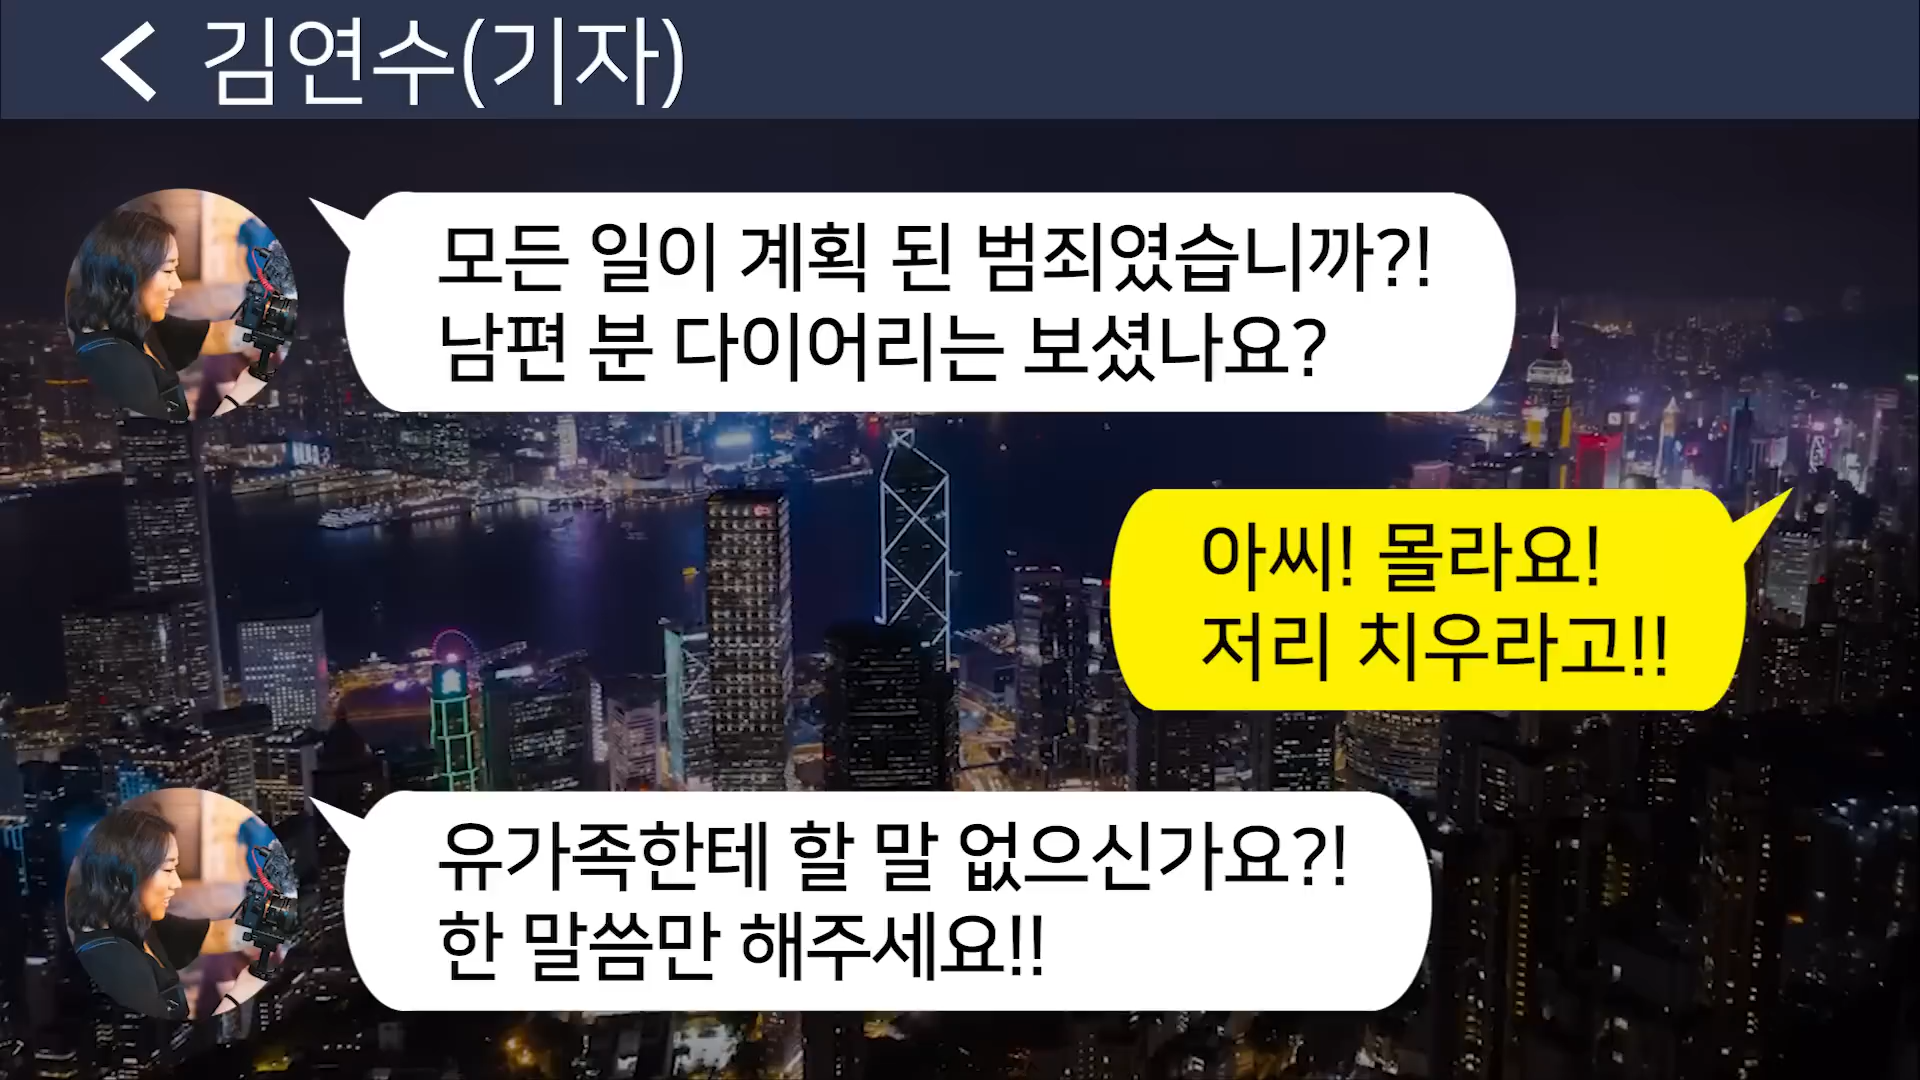 김연수(기자)
모든 일이 계획 된 범죄였습니까?!
남편 분 다이어리는 보셨나요?
아씨! 몰라요!
저리 치우라고!!
유가족한테 할 말 없으신가요?!
한 말씀만 해주세요!!